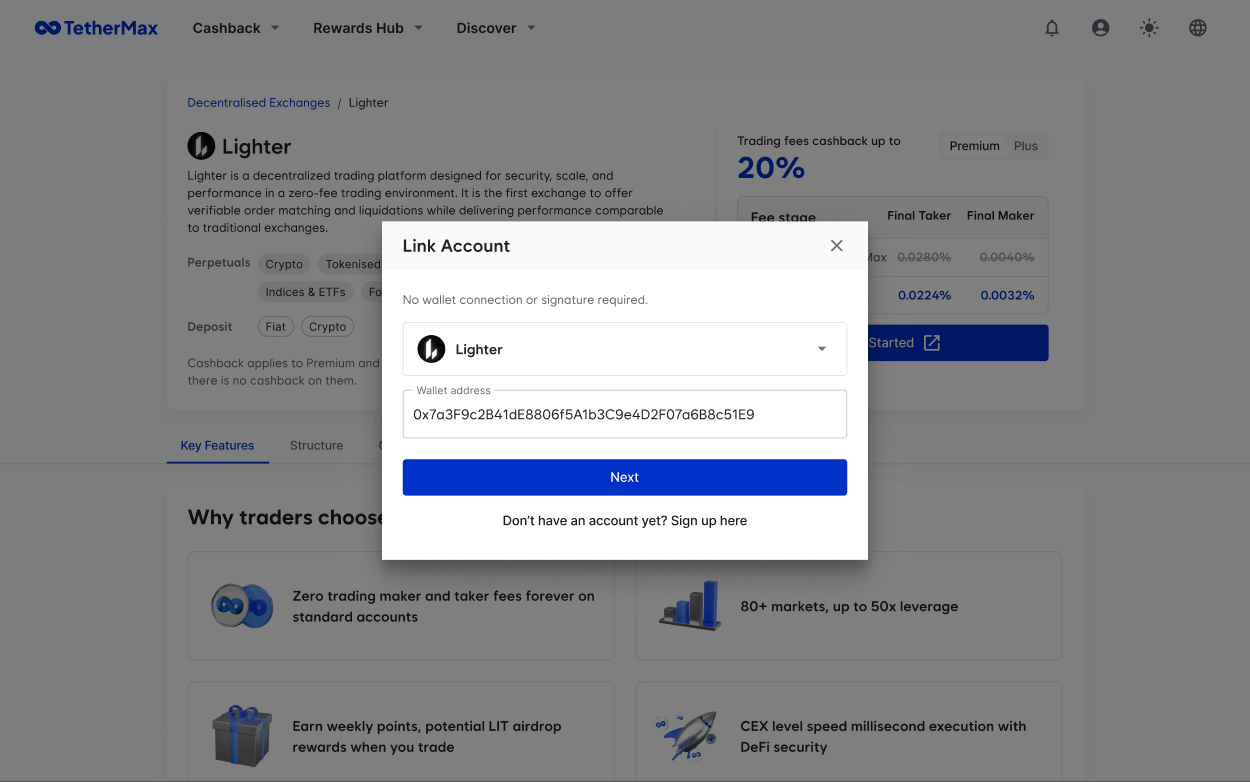 TetherMax
Cashback
Rewards Hub
Discover
Decentralised Exchanges / Lighter
Lighter
Lighter is a decentralized trading platform designed for security, scale, and
performance in a zero-fee trading environment. It is the first exchange to offer
verifiable order matching and liquidations while delivering performance comparable
to traditional exchanges.
Perpetuals
Crypto
Tokenised
Indices & ETFs
Deposit
Fiat
Crypto
Cashback applies to Premium and
there is no cashback on them.
Trading fees cashback up to
20%
Premium
Plus
Fee stage
Final Taker
Final Maker
0.0280%
0.0040%
0.0224%
0.0032%
Started
Link Account
No wallet connection or signature required.
Lighter
Wallet address
0x7a3F9c2B41dE8806f5A1b3C9e4D2F07a6B8c51E9
Next
Don't have an account yet? Sign up here
Key Features
Structure
Why traders choose
Zero trading maker and taker fees forever on
standard accounts
80+ markets, up to 50x leverage
Earn weekly points, potential LIT airdrop
rewards when you trade
CEX level speed millisecond execution with
DeFi security